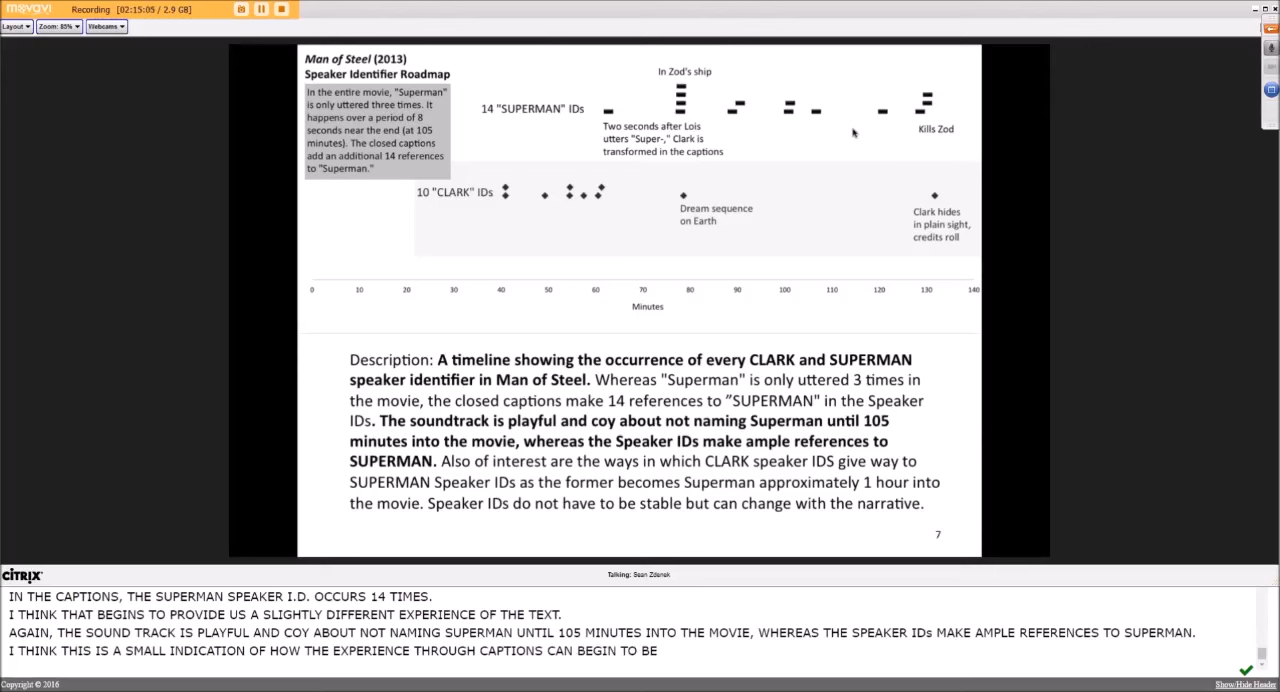 movavi Recording [02:15:05 / 2.9 GB]
Layout Zoom: 85% Webcams
Man of Steel (2013)
Speaker Identifier Roadmap
In the entire movie, "Superman"
is only uttered three times. It
happens over a period of 8
seconds near the end (at 105
minutes). The closed captions
add an additional 14 references
to "Superman."
In Zod's ship
14 "SUPERMAN" IDs
Two seconds after Lois
utters "Super-," Clark is
transformed in the captions
Kills Zod
10 "CLARK" IDs
Dream sequence
on Earth
Clark hides
in plain sight,
credits roll
0 10 20 30 40 50 60 70 80 90 100 110 120 130 140
Minutes
Description: A timeline showing the occurrence of every CLARK and SUPERMAN
speaker identifier in Man of Steel. Whereas "Superman" is only uttered 3 times in
the movie, the closed captions make 14 references to "SUPERMAN" in the Speaker
IDs. The soundtrack is playful and coy about not naming Superman until 105
minutes into the movie, whereas the Speaker IDs make ample references to
SUPERMAN. Also of interest are the ways in which CLARK speaker IDS give way to
SUPERMAN Speaker IDs as the former becomes Superman approximately 1 hour into
the movie. Speaker IDs do not have to be stable but can change with the narrative.
7
CİTRIX
Talking: Sean Zdenek
IN THE CAPTIONS, THE SUPERMAN SPEAKER I.D. OCCURS 14 TIMES.
I THINK THAT BEGINS TO PROVIDE US A SLIGHTLY DIFFERENT EXPERIENCE OF THE TEXT.
AGAIN, THE SOUND TRACK IS PLAYFUL AND COY ABOUT NOT NAMING SUPERMAN UNTIL 105 MINUTES INTO THE MOVIE, WHEREAS THE SPEAKER IDs MAKE AMPLE REFERENCES TO SUPERMAN.
I THINK THIS IS A SMALL INDICATION OF HOW THE EXPERIENCE THROUGH CAPTIONS CAN BEGIN TO BE
Copyright © 2016 Show/Hide Header